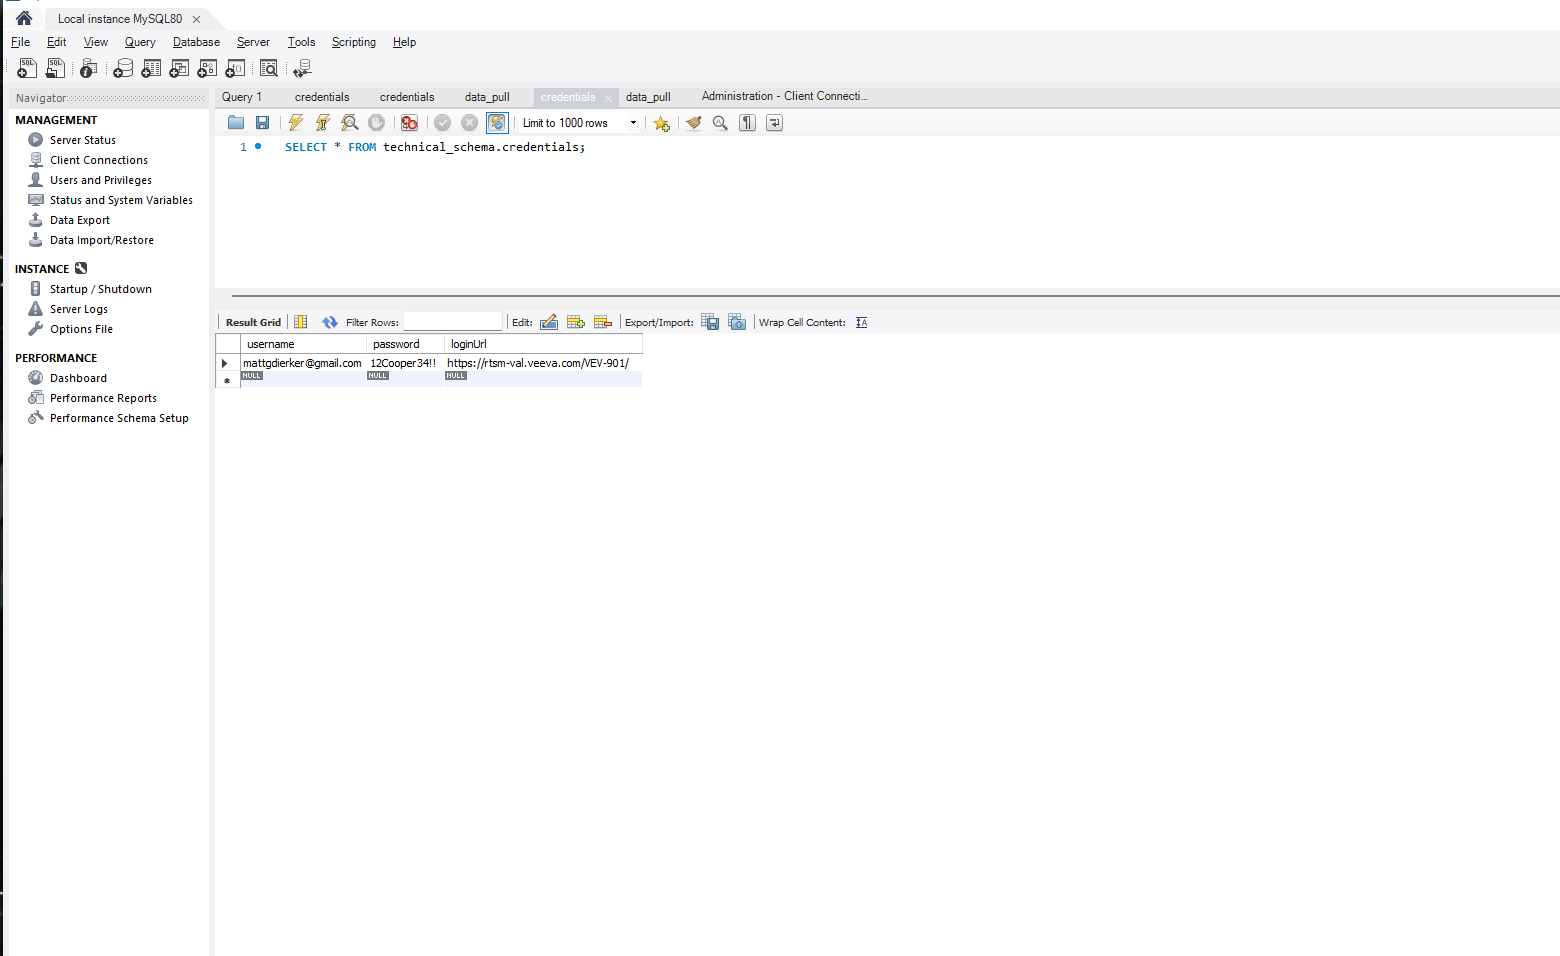 Local instance MySQL80
File Edit View Query Database Server Tools Scripting Help
Navigator
MANAGEMENT
Server Status
Client Connections
Users and Privileges
Status and System Variables
Data Export
Data Import/Restore
INSTANCE
Startup / Shutdown
Server Logs
Options File
PERFORMANCE
Dashboard
Performance Reports
Performance Schema Setup
Query 1 credentials credentials data_pull credentials data_pull Administration - Client Connecti...
Limit to 1000 rows
1 SELECT * FROM technical_schema.credentials;
Result Grid Filter Rows: Edit: Export/Import: Wrap Cell Content:
username password loginUrl
mattgdierker@gmail.com 12Cooper34!! https://rtsm-val.veeva.com/VEV-901/
NULL NULL NULL